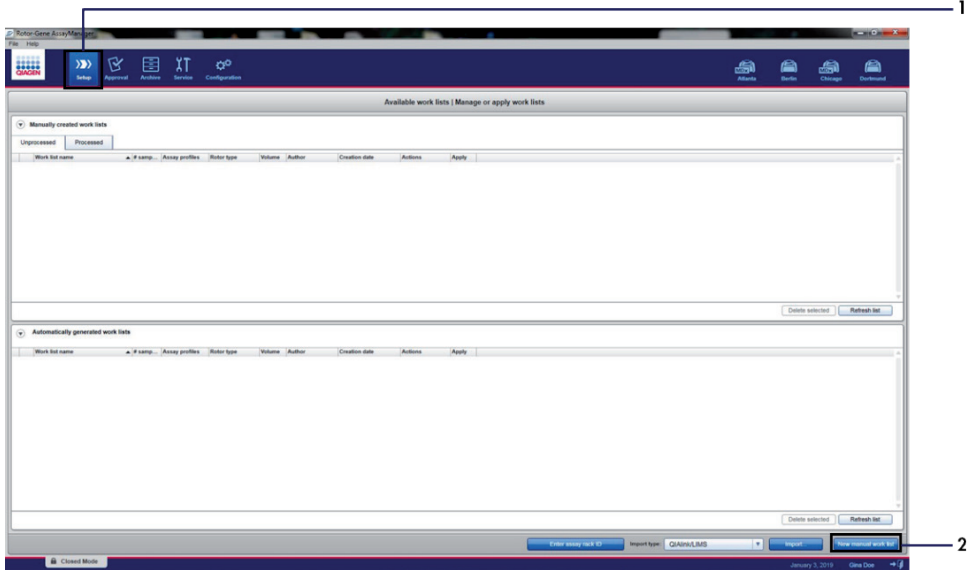 1
Rotor-Gene AssayManager
File Help
QIAGEN
Setup Approval Archive Service Configuration
Atlanta Berlin Chicago Dortmund
Available work lists | Manage or apply work lists
Manually created work lists
Unprocessed Processed
Work list name # samp... Assay profiles Rotor type Volume Author Creation date Actions Apply
Delete selected Refresh list
Automatically generated work lists
Work list name # samp... Assay profiles Rotor type Volume Author Creation date Actions Apply
Delete selected Refresh list
Enter assay rack ID Import type: QIAlink/LIMS Import... New manual work list
2
Closed Mode
January 3, 2019 Gina Doe